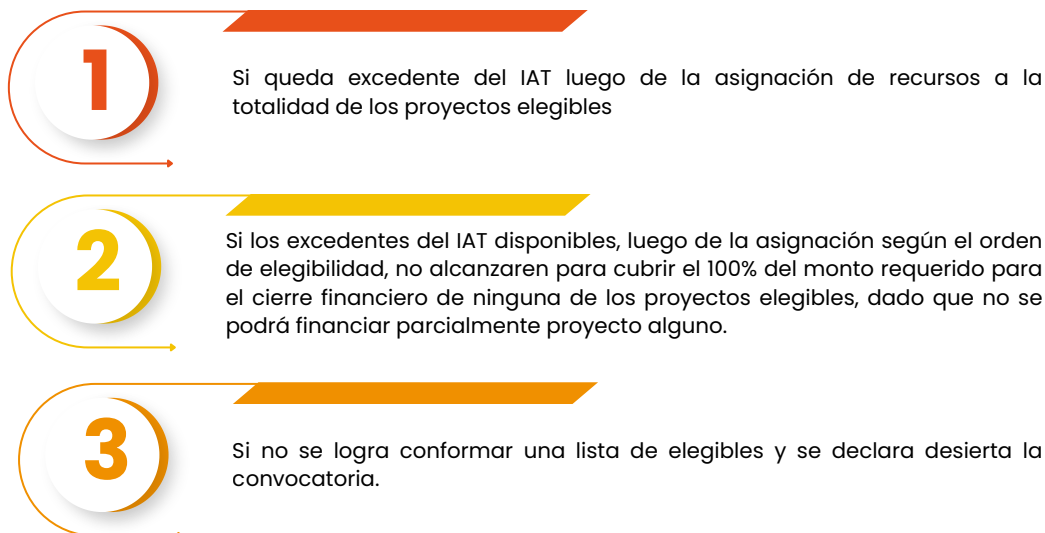 1
Si queda excedente del IAT luego de la asignación de recursos a la
totalidad de los proyectos elegibles
2
Si los excedentes del IAT disponibles, luego de la asignación según el orden
de elegibilidad, no alcanzaren para cubrir el 100% del monto requerido para
el cierre financiero de ninguna de los proyectos elegibles, dado que no se
podrá financiar parcialmente proyecto alguno.
3
Si no se logra conformar una lista de elegibles y se declara desierta la
convocatoria.